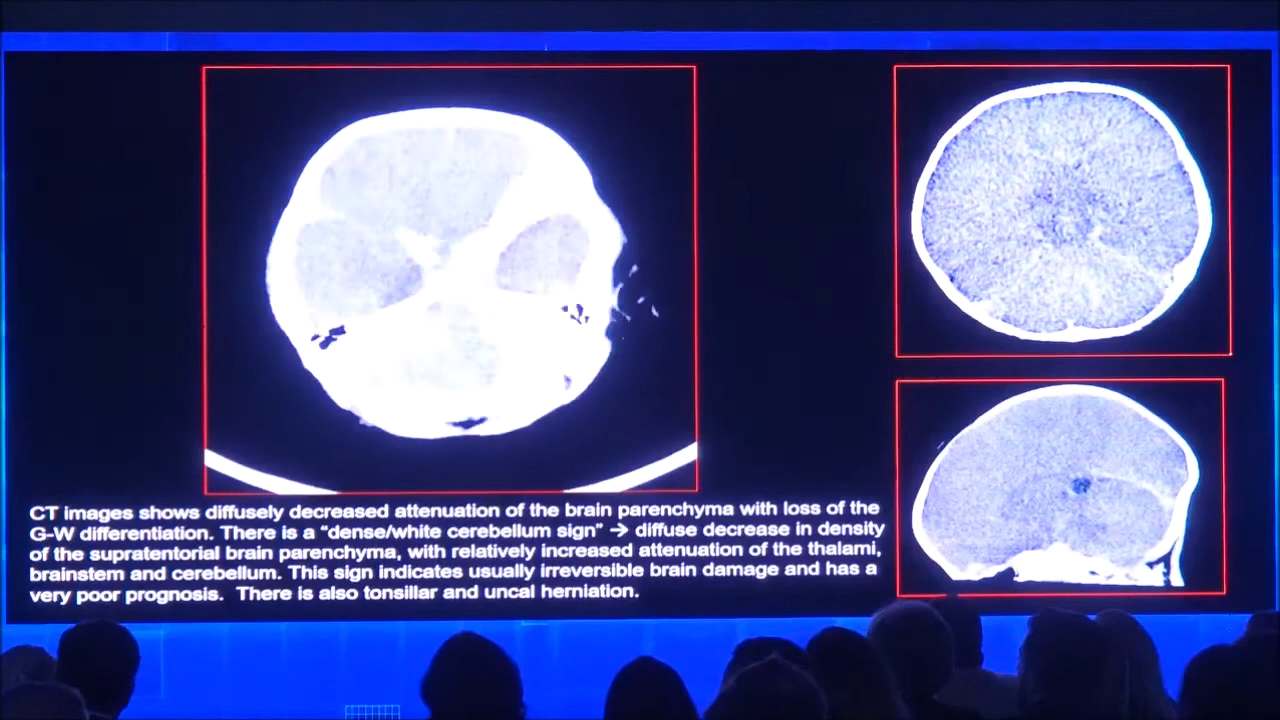 CT images shows diffusely decreased attenuation of the brain parenchyma with loss of the
G-W differentiation. There is a “dense/white cerebellum sign” → diffuse decrease in density
of the supratentorial brain parenchyma, with relatively increased attenuation of the thalami,
brainstem and cerebellum. This sign indicates usually irreversible brain damage and has a
very poor prognosis. There is also tonsillar and uncal herniation.